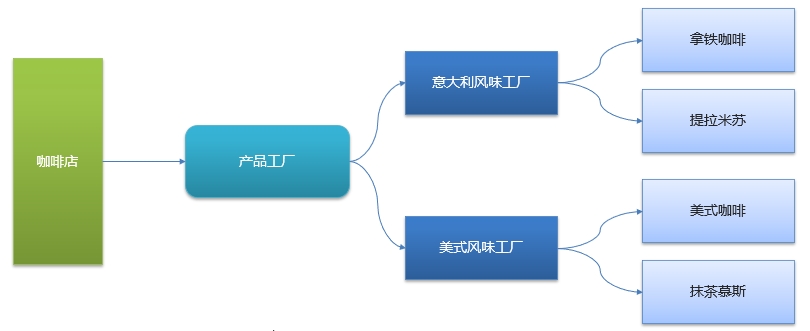 咖啡店
产品工厂
意大利风味工厂
拿铁咖啡
提拉米苏
美式风味工厂
美式咖啡
抹茶慕斯